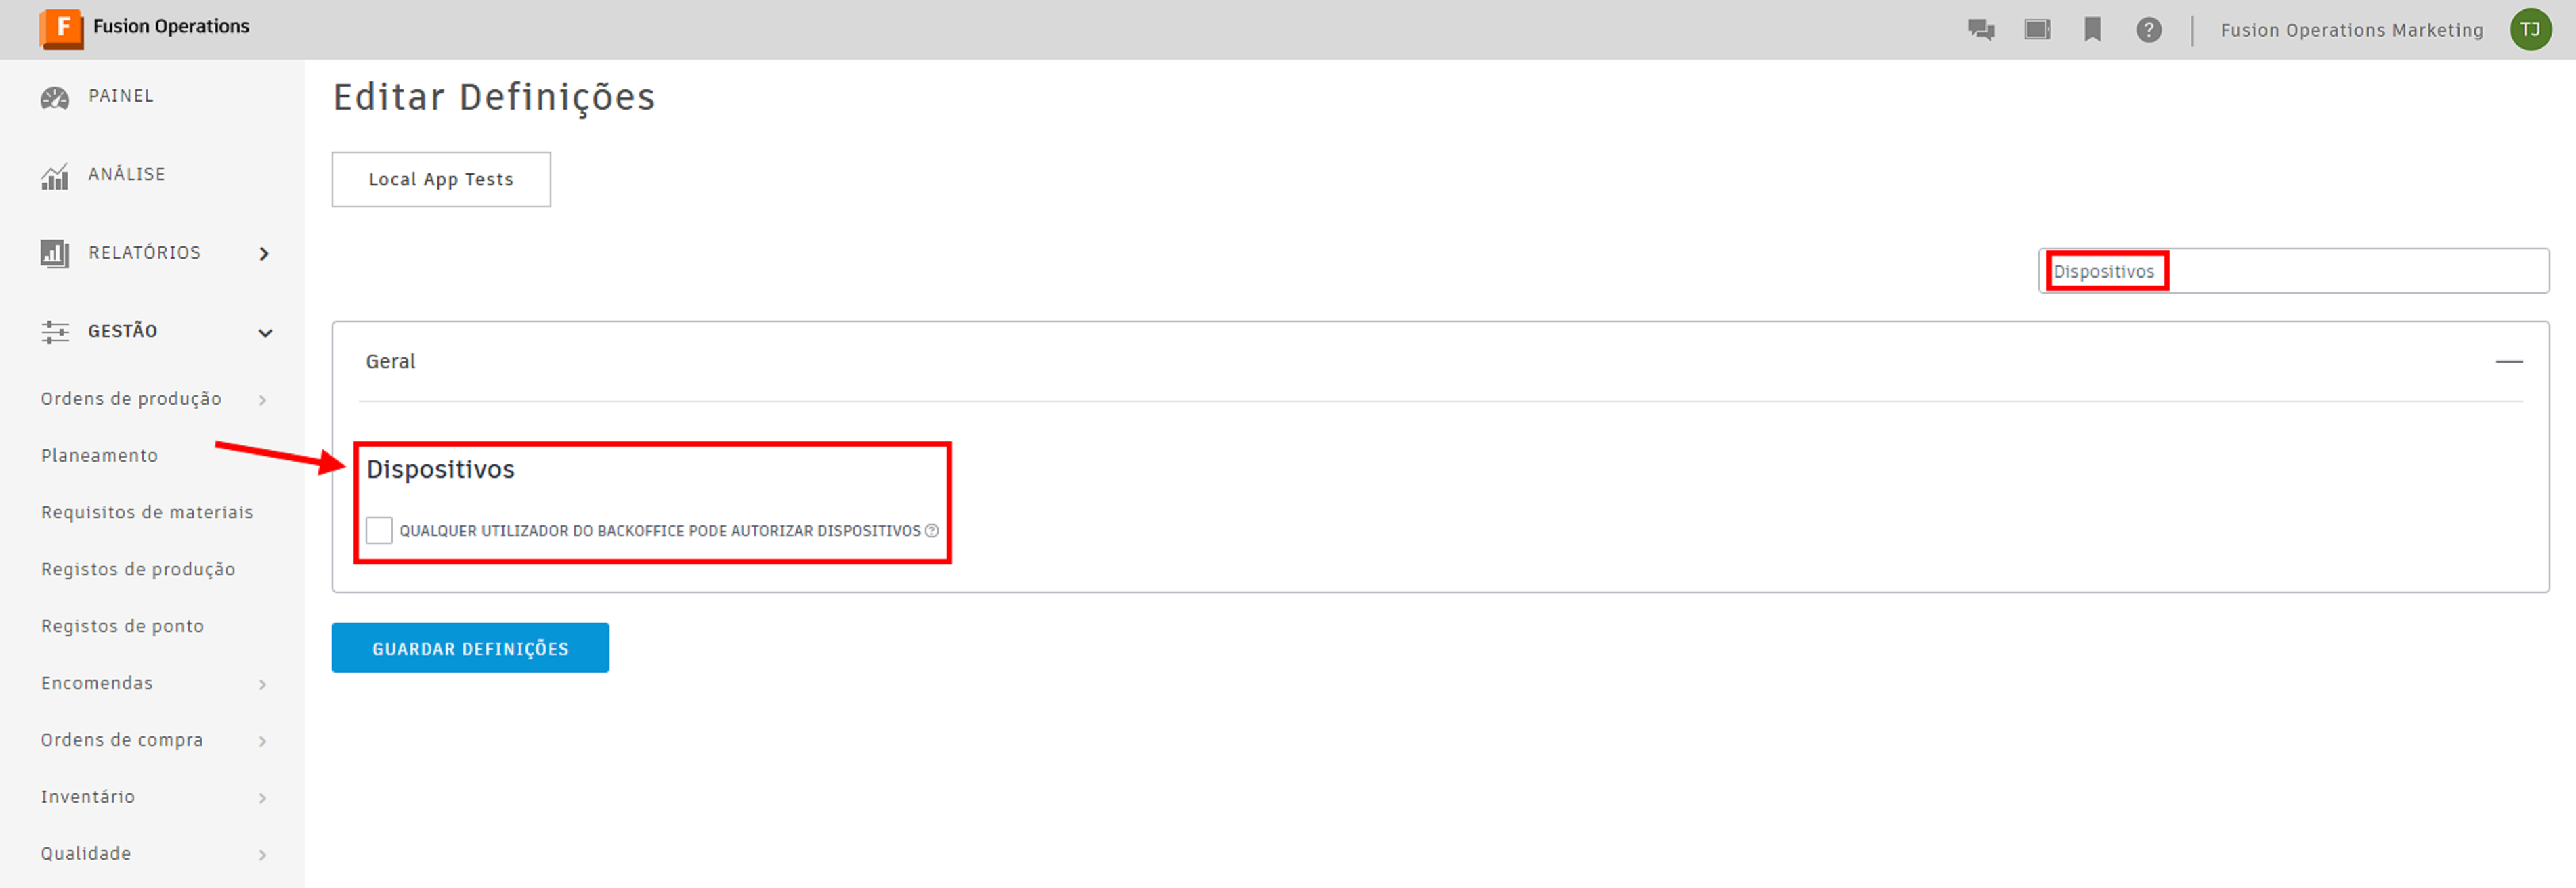 F Fusion Operations
Fusion Operations Marketing TJ
PAINEL
ANÁLISE
RELATÓRIOS
GESTÃO
Ordens de produção
Planeamento
Requisitos de materiais
Registos de produção
Registos de ponto
Encomendas
Ordens de compra
Inventário
Qualidade
Editar Definições
Local App Tests
Dispositivos
Geral
Dispositivos
QUALQUER UTILIZADOR DO BACKOFFICE PODE AUTORIZAR DISPOSITIVOS
GUARDAR DEFINIÇÕES